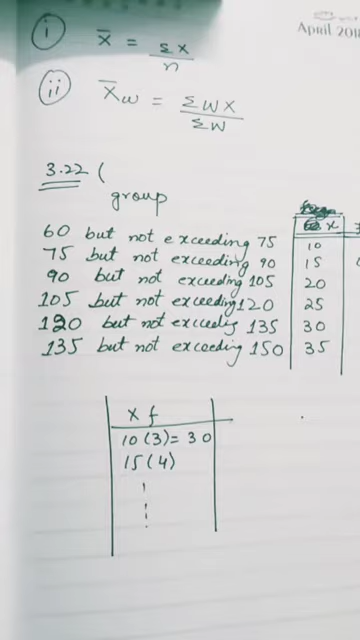 April 201
(i) x̄ = Σx / n
(ii) x̄w = Σwx / Σw
3.22 (
group
x
60 but not exceeding 75 10
75 but not exceeding 90 15
90 but not exceeding 105 20
105 but not exceeding 120 25
120 but not exceedig 135 30
135 but not exceeding 150 35
x f
10(3)=30
15(4)